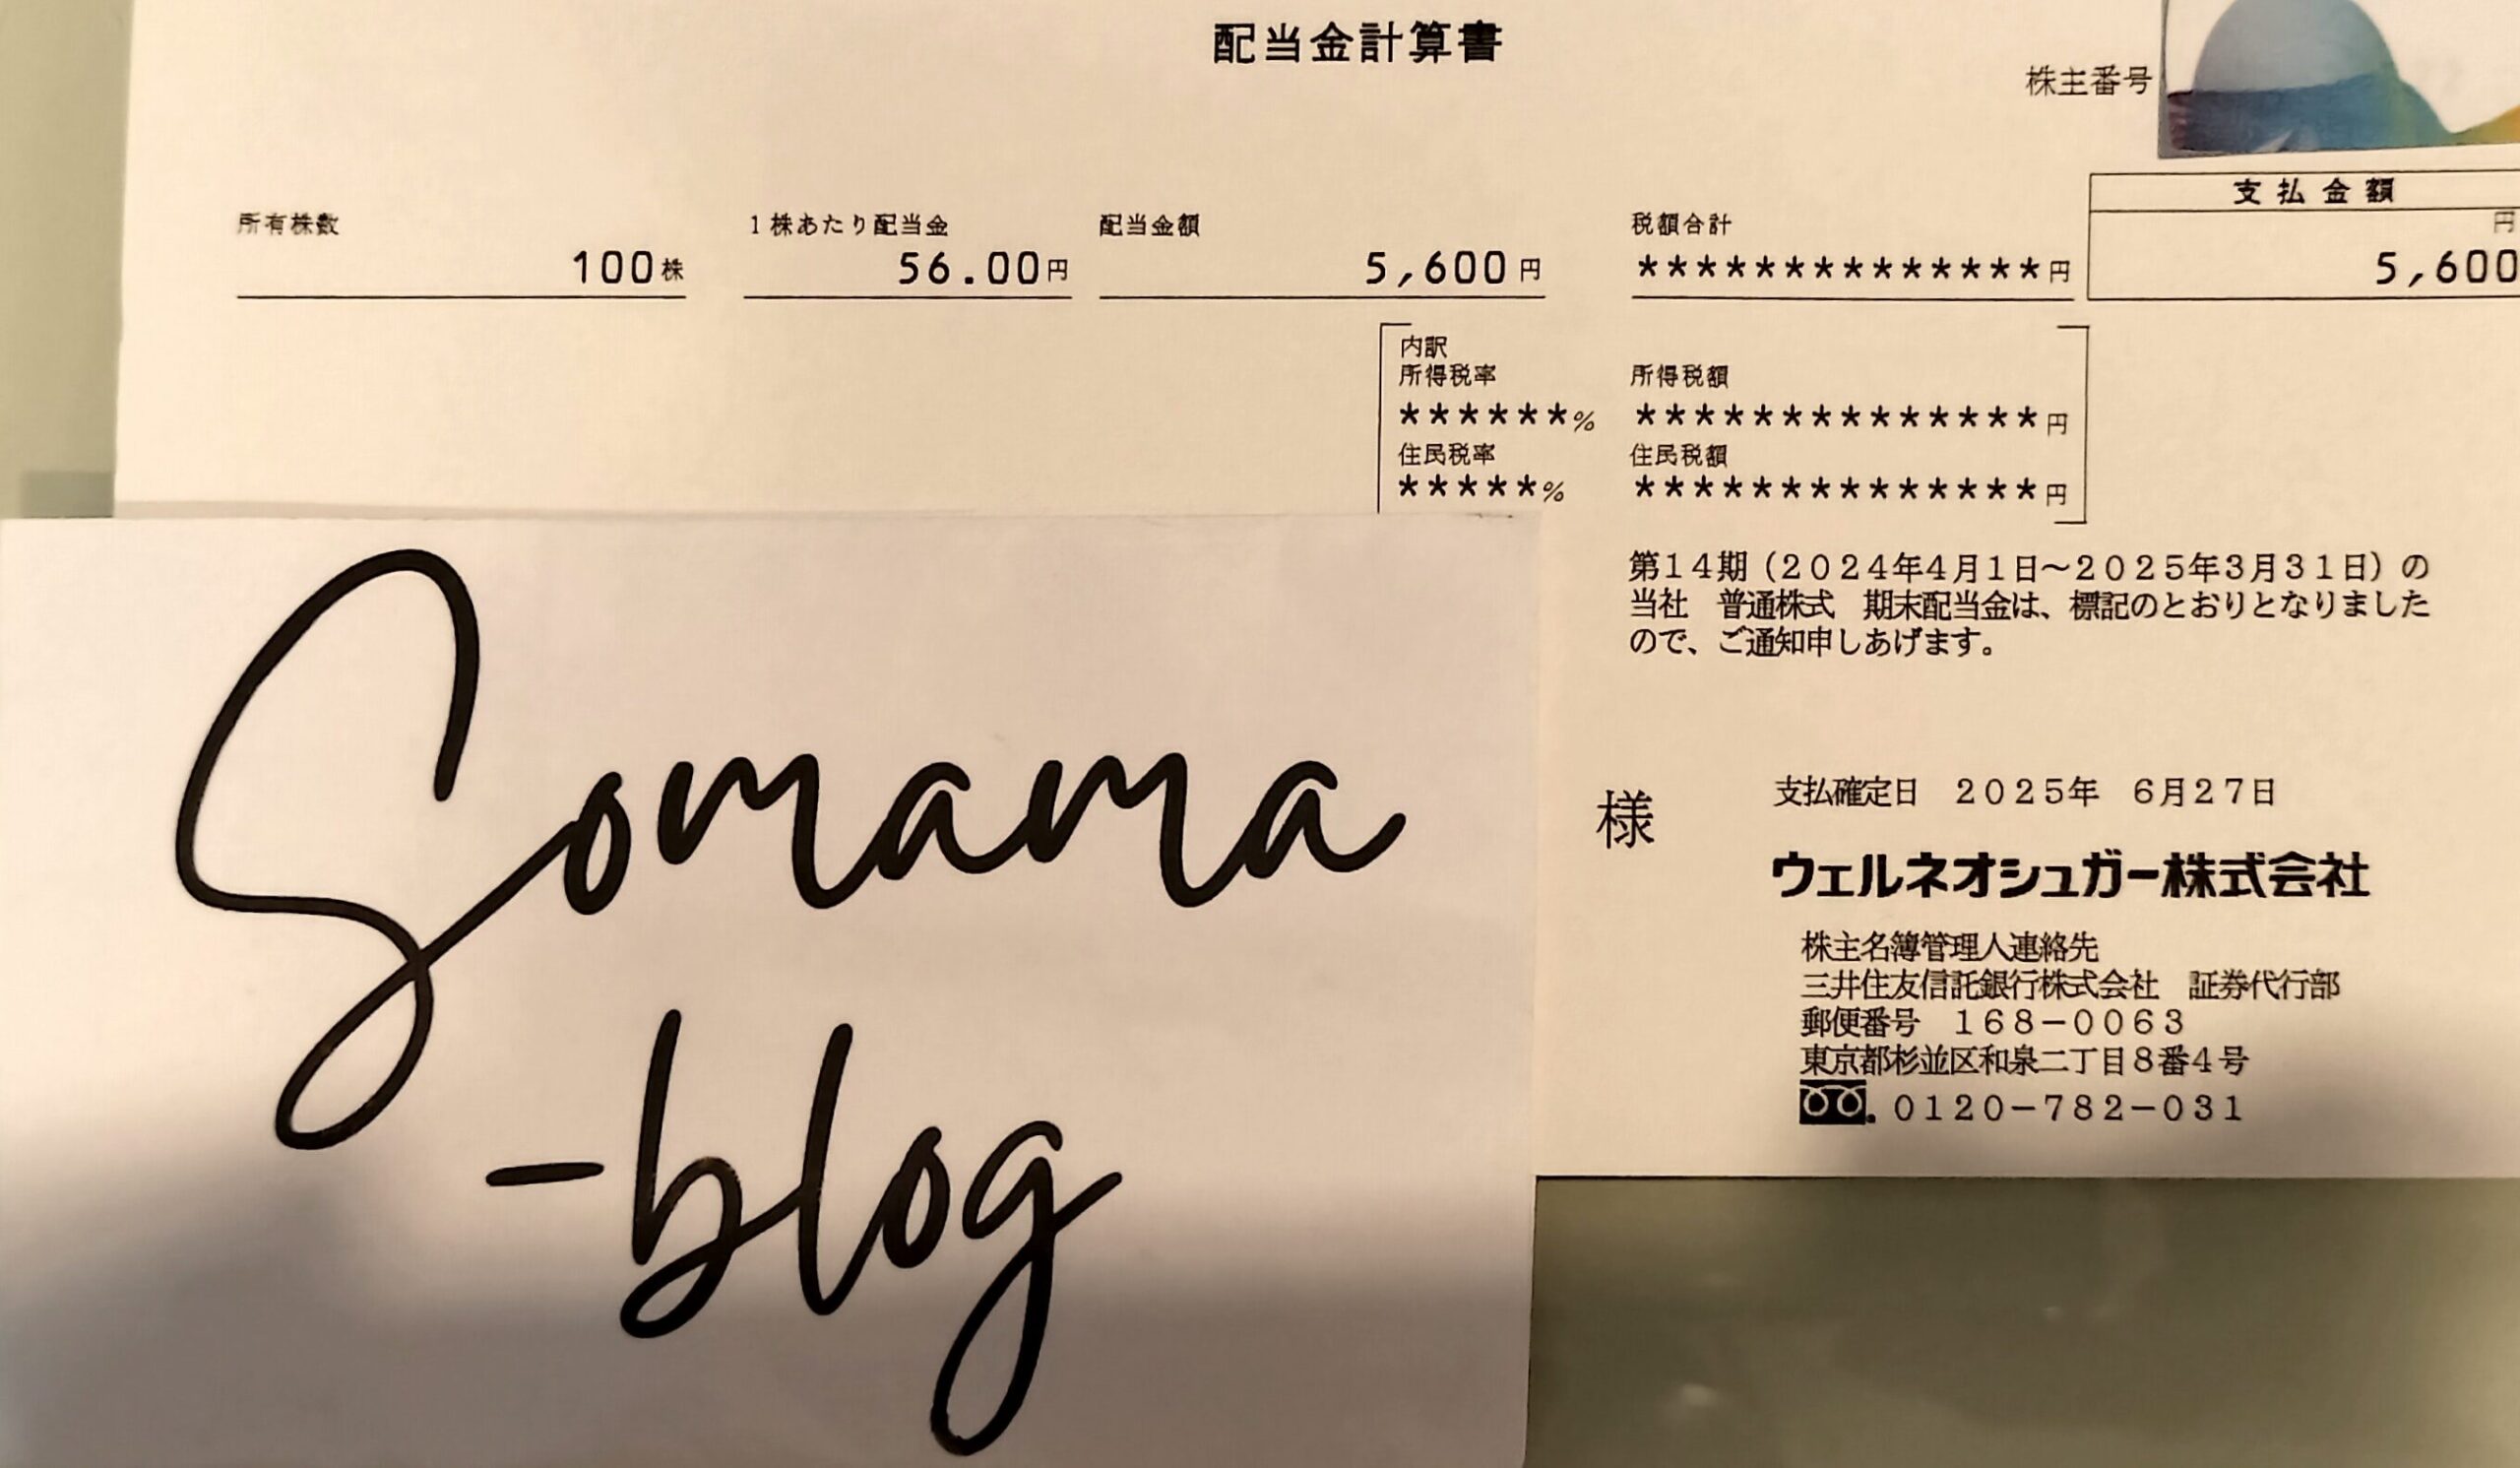 配当金計算書
株主番号
支払金額
所有株数 1株あたり配当金 配当金額 税額合計 円
100株 56.00円 5,600円 **************円 5,600
内訳
所得税率 所得税額
******% **************円
住民税率 住民税額
*****% **************円
第14期（2024年4月1日～2025年3月31日）の
当社　普通株式　期末配当金は、標記のとおりとなりました
ので、ご通知申しあげます。
様
支払確定日　2025年　6月27日
ウェルネオシュガー株式会社
株主名簿管理人連絡先
三井住友信託銀行株式会社　証券代行部
郵便番号　168－0063
東京都杉並区和泉二丁目8番4号
0120－782－031
Somama
-blog